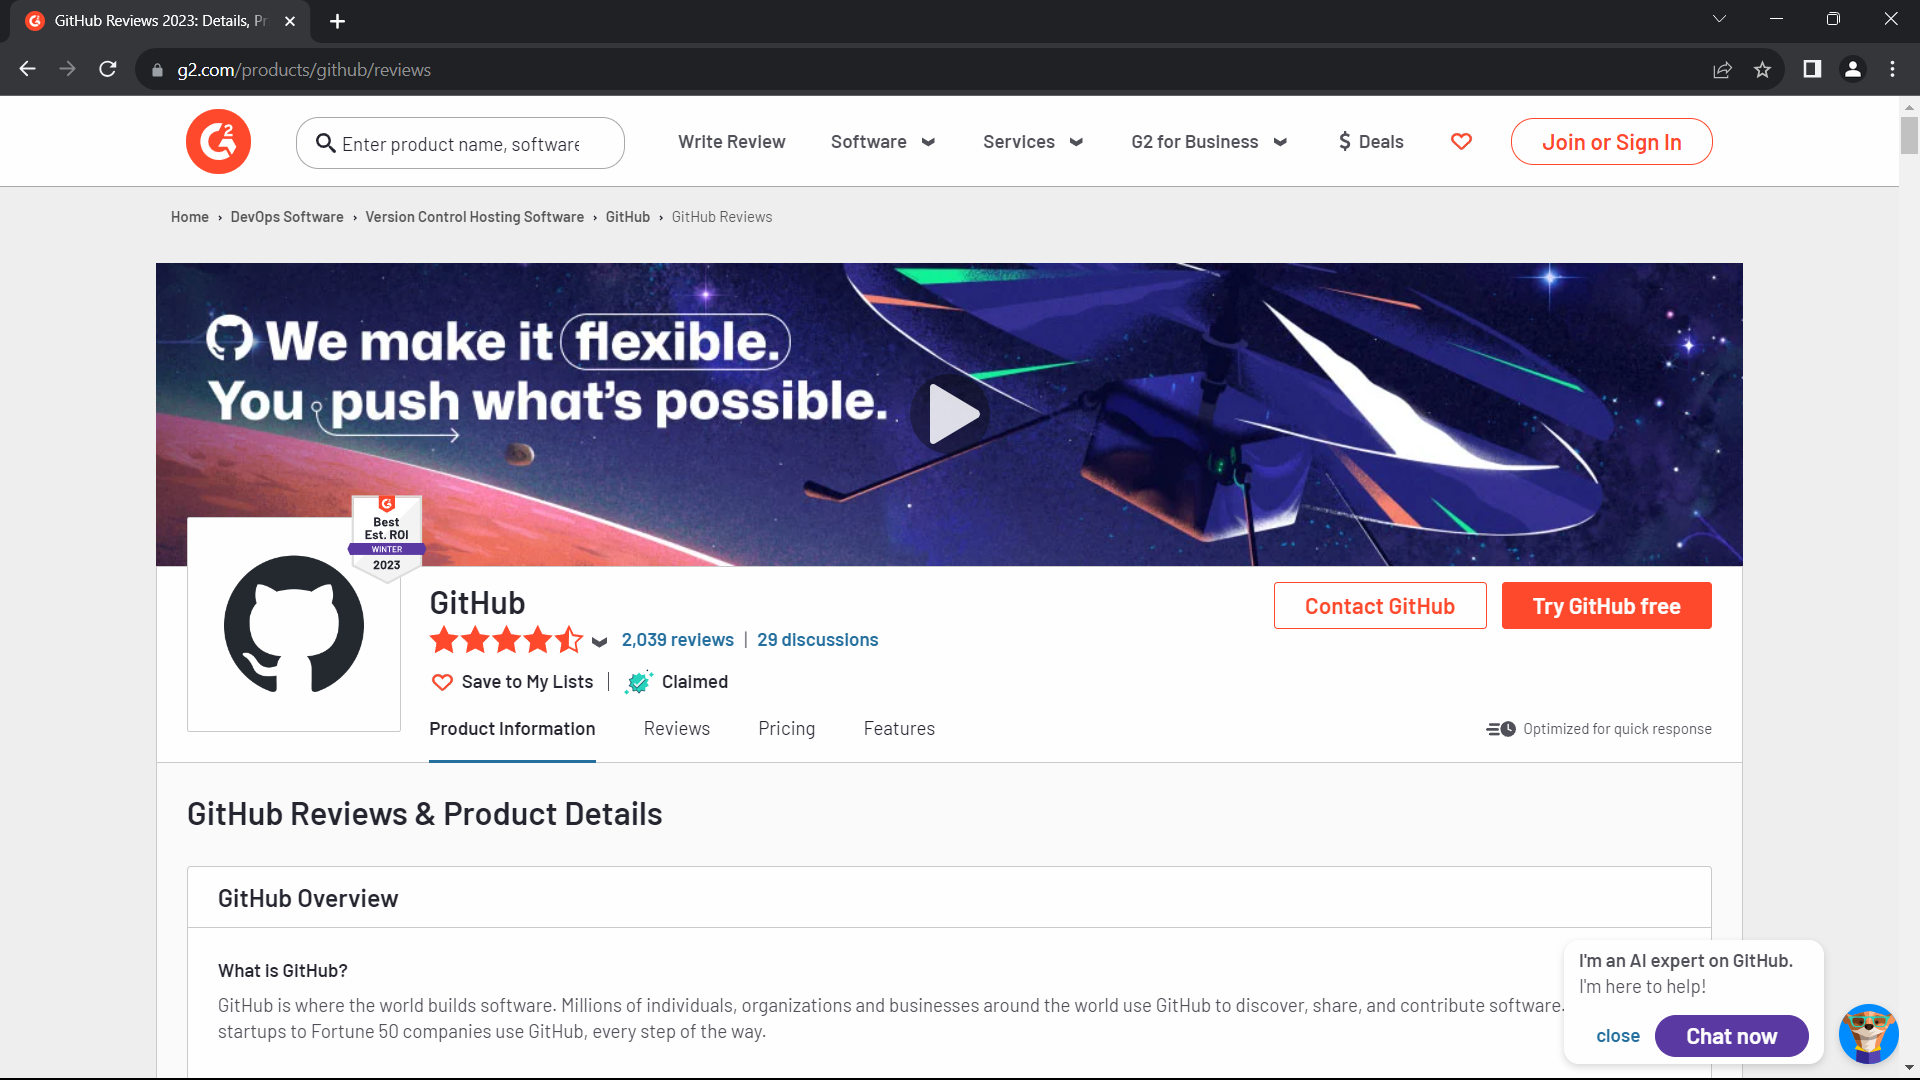 GitHub Reviews 2023: Details, Pr
g2.com/products/github/reviews
Enter product name, software
Write Review
Software
Services
G2 for Business
$ Deals
Join or Sign In
Home › DevOps Software › Version Control Hosting Software › GitHub › GitHub Reviews
We make it flexible.
You push what's possible.
Best
Est. ROI
WINTER
2023
GitHub
Contact GitHub
Try GitHub free
2,039 reviews | 29 discussions
Save to My Lists | Claimed
Product Information
Reviews
Pricing
Features
Optimized for quick response
GitHub Reviews & Product Details
GitHub Overview
What is GitHub?
GitHub is where the world builds software. Millions of individuals, organizations and businesses around the world use GitHub to discover, share, and contribute software.
startups to Fortune 50 companies use GitHub, every step of the way.
I'm an AI expert on GitHub.
I'm here to help!
close
Chat now